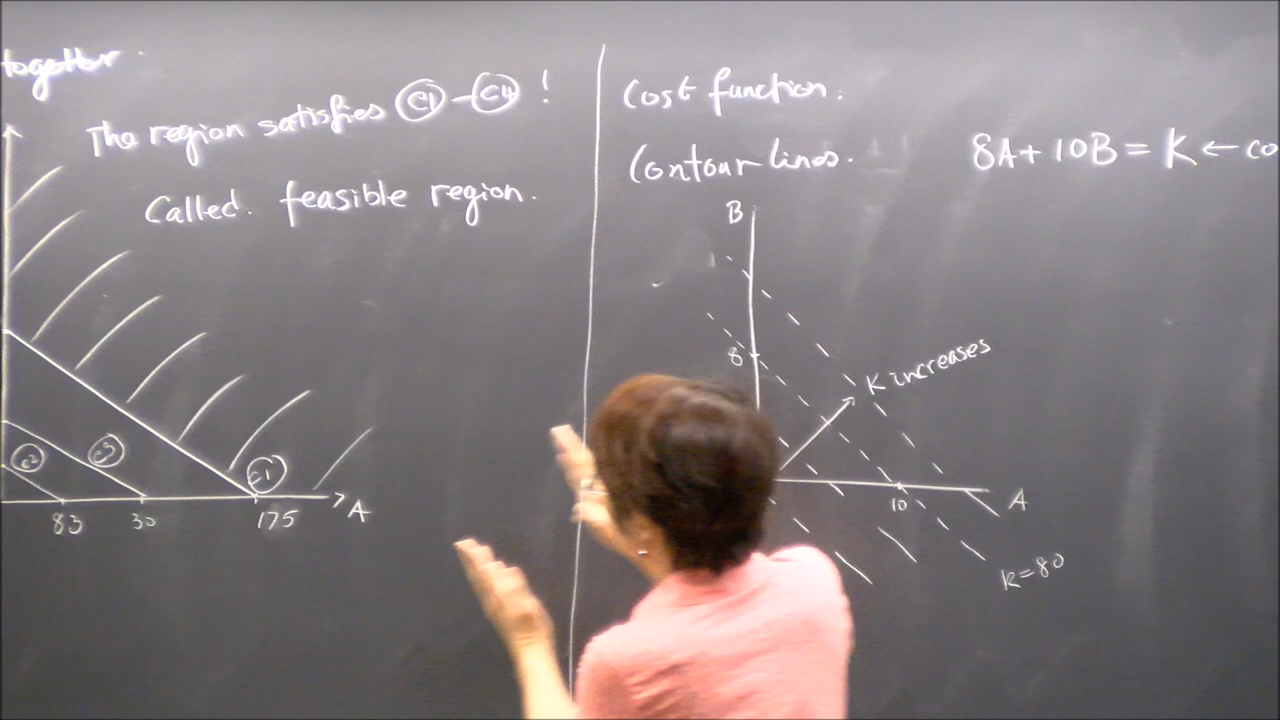 together.
The region satisfies C1 - C4 !
Called. feasible region.
C2
C3
C1
83
30
175
A
Cost function:
Contour lines.
8A + 10B = K ← co
B
8
K increases
10
A
K=80